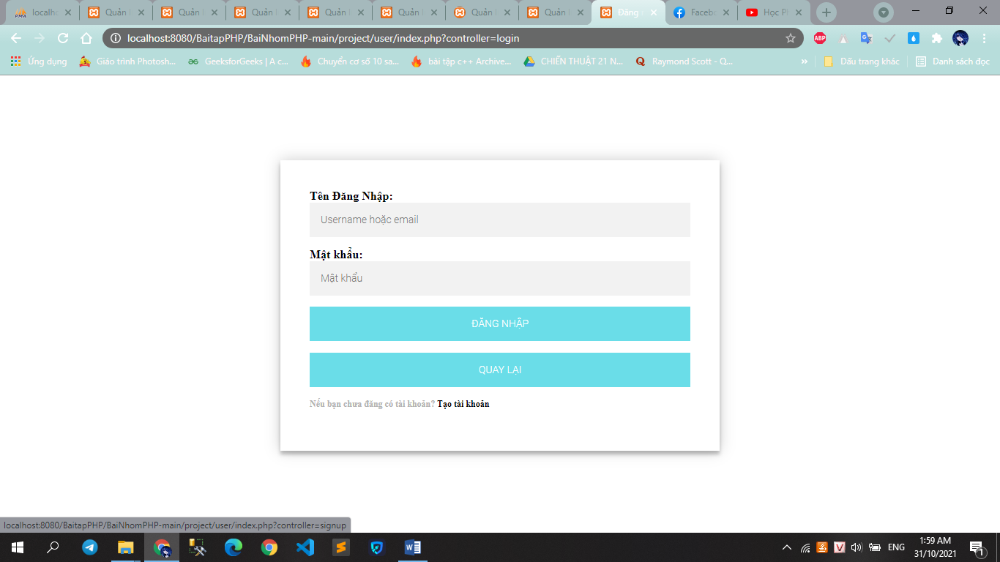 localho
Quản l
Quản l
Quản l
Quản l
Quản l
Quản l
Quản l
Đăng
Facebo
Học Ph
localhost:8080/BaitapPHP/BaiNhomPHP-main/project/user/index.php?controller=login
ABP
Ứng dụng
Giáo trình Photosh...
GeeksforGeeks | A c...
Chuyển cơ số 10 sa...
bài tập c++ Archive...
CHIẾN THUẬT 21 N...
Raymond Scott - Q...
»
Dấu trang khác
Danh sách đọc
Tên Đăng Nhập:
Username hoặc email
Mật khẩu:
Mật khẩu
ĐĂNG NHẬP
QUAY LẠI
Nếu bạn chưa đăng có tài khoản? Tạo tài khoản
localhost:8080/BaitapPHP/BaiNhomPHP-main/project/user/index.php?controller=signup
ENG
1:59 AM
31/10/2021
1